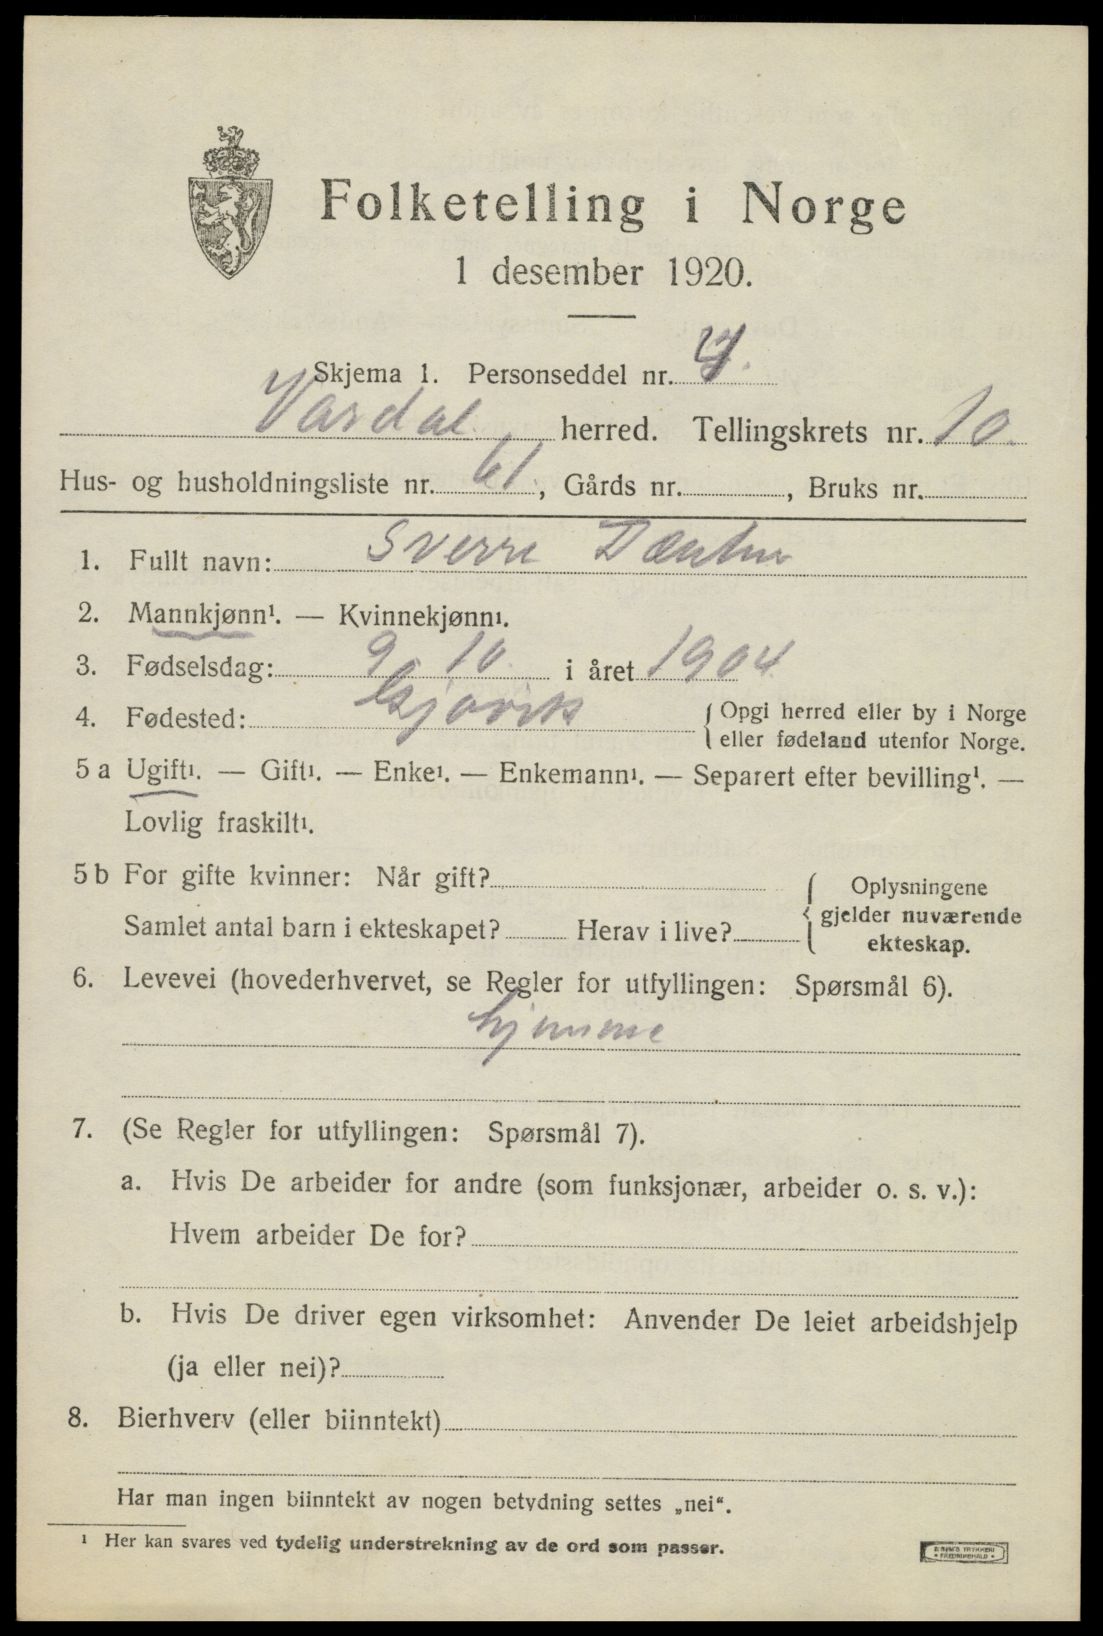 Folketelling i Norge
1 desember 1920.
Skjema 1. Personseddel nr. 4.
Vardal herred. Tellingskrets nr. 10.
Hus- og husholdningsliste nr. 61., Gårds nr. , Bruks nr.
1. Fullt navn: Sverre
2. Mannkjønn¹. — Kvinnekjønn¹.
3. Fødselsdag: 9 10. i året 1904.
4. Fødested: Gjøvik { Opgi herred eller by i Norge
eller fødeland utenfor Norge.
5 a Ugift¹. — Gift¹. — Enke¹. — Enkemann¹. — Separert efter bevilling¹. —
Lovlig fraskilt¹.
5 b For gifte kvinner: Når gift?
Samlet antal barn i ekteskapet? Herav i live?
{ Oplysningene
gjelder nuværende
ekteskap.
6. Levevei (hovederhvervet, se Regler for utfyllingen: Spørsmål 6).
hjemme
7. (Se Regler for utfyllingen: Spørsmål 7).
a. Hvis De arbeider for andre (som funksjonær, arbeider o. s. v.):
Hvem arbeider De for?
b. Hvis De driver egen virksomhet: Anvender De leiet arbeidshjelp
(ja eller nei)?
8. Bierhverv (eller biinntekt)
Har man ingen biinntekt av nogen betydning settes „nei“.
¹ Her kan svares ved tydelig understrekning av de ord som passer.